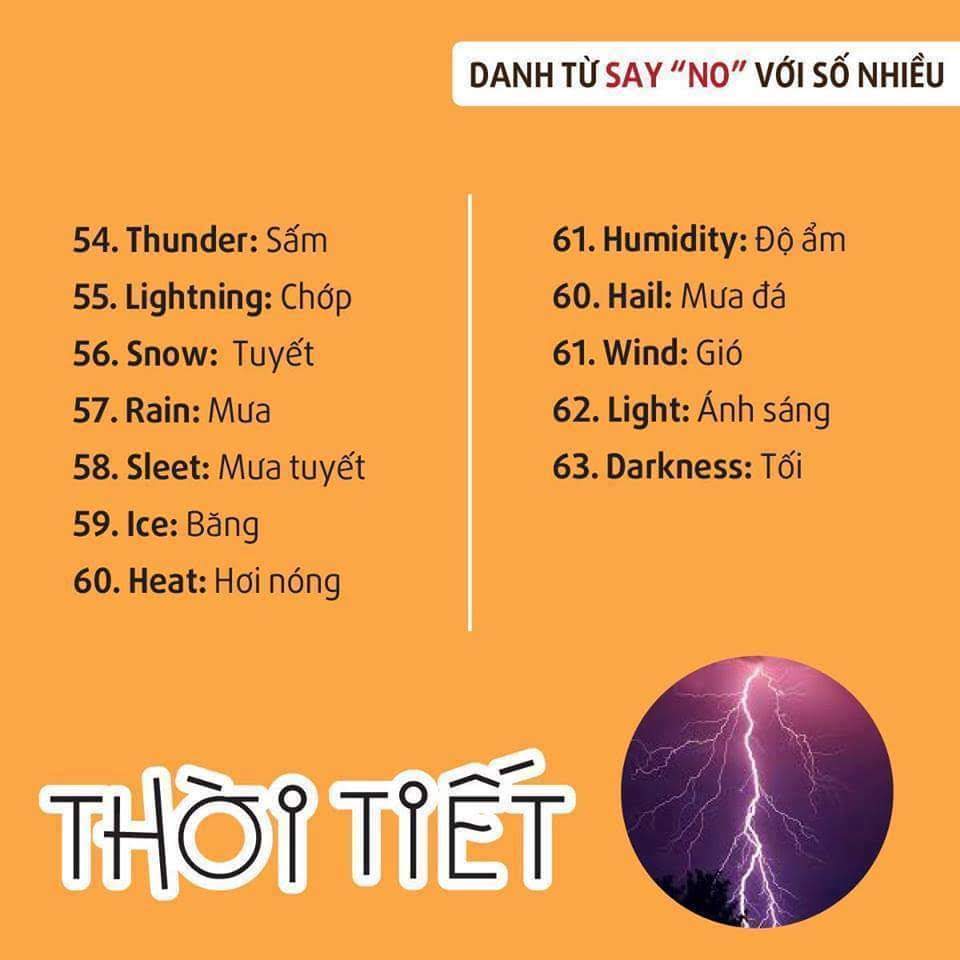 DANH TỪ SAY “NO” VỚI SỐ NHIỀU
54. Thunder: Sấm
55. Lightning: Chớp
56. Snow: Tuyết
57. Rain: Mưa
58. Sleet: Mưa tuyết
59. Ice: Băng
60. Heat: Hơi nóng
61. Humidity: Độ ẩm
60. Hail: Mưa đá
61. Wind: Gió
62. Light: Ánh sáng
63. Darkness: Tối
THỜI TIẾT